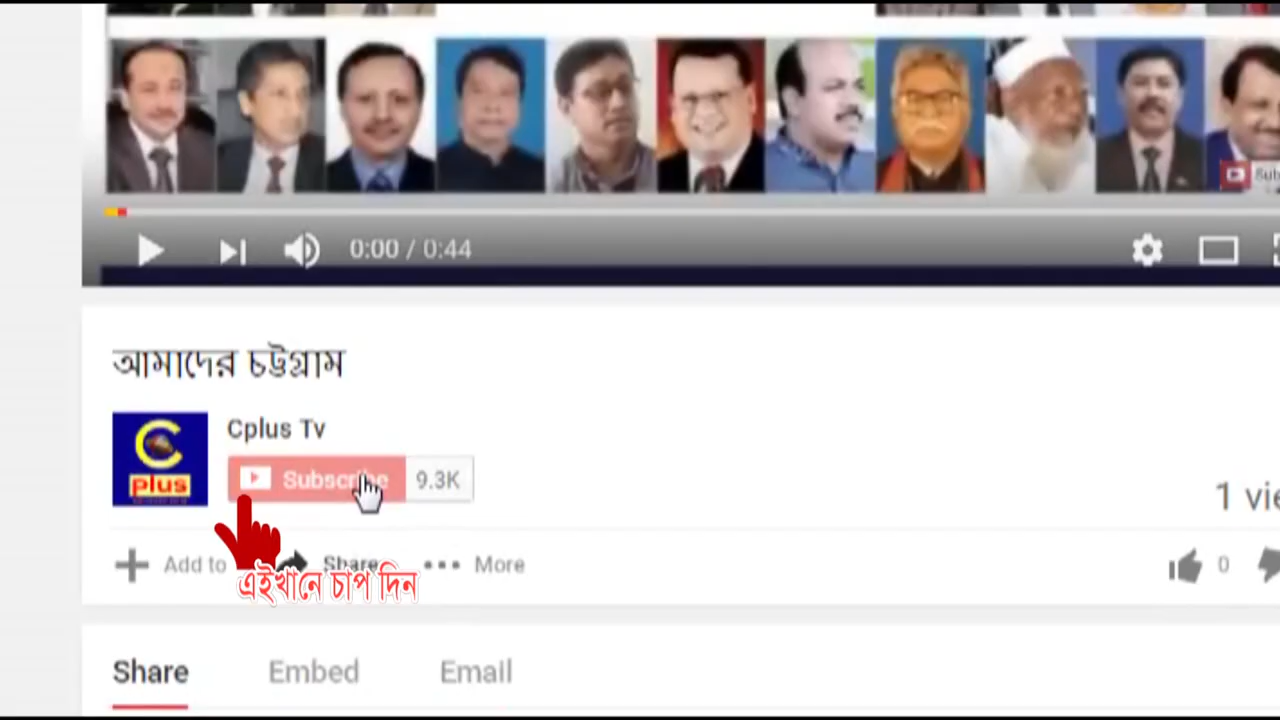 0:00 / 0:44
আমাদের চট্টগ্রাম
C
plus
Cplus Tv
Subscribe 9.3K
1
Add to Share More
0
এইখানে চাপ দিন
Share Embed Email